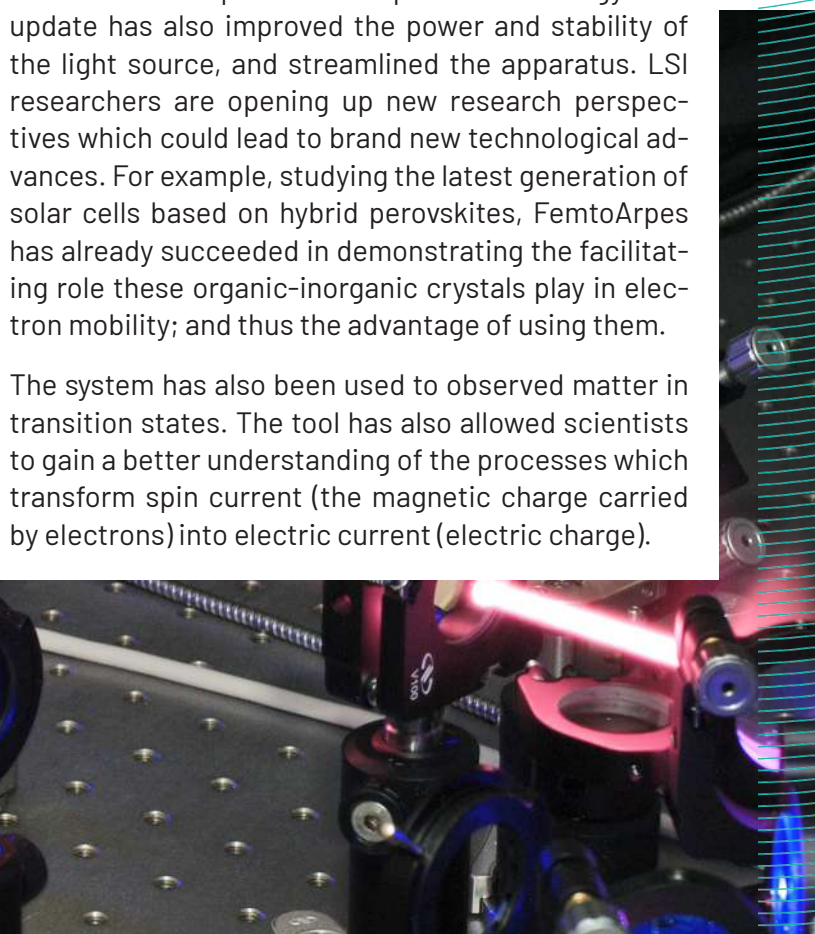 update has also improved the power and stability of
the light source, and streamlined the apparatus. LSI
researchers are opening up new research perspec-
tives which could lead to brand new technological ad-
vances. For example, studying the latest generation of
solar cells based on hybrid perovskites, FemtoArpes
has already succeeded in demonstrating the facilitat-
ing role these organic-inorganic crystals play in elec-
tron mobility; and thus the advantage of using them.
The system has also been used to observed matter in
transition states. The tool has also allowed scientists
to gain a better understanding of the processes which
transform spin current (the magnetic charge carried
by electrons) into electric current (electric charge).
V100